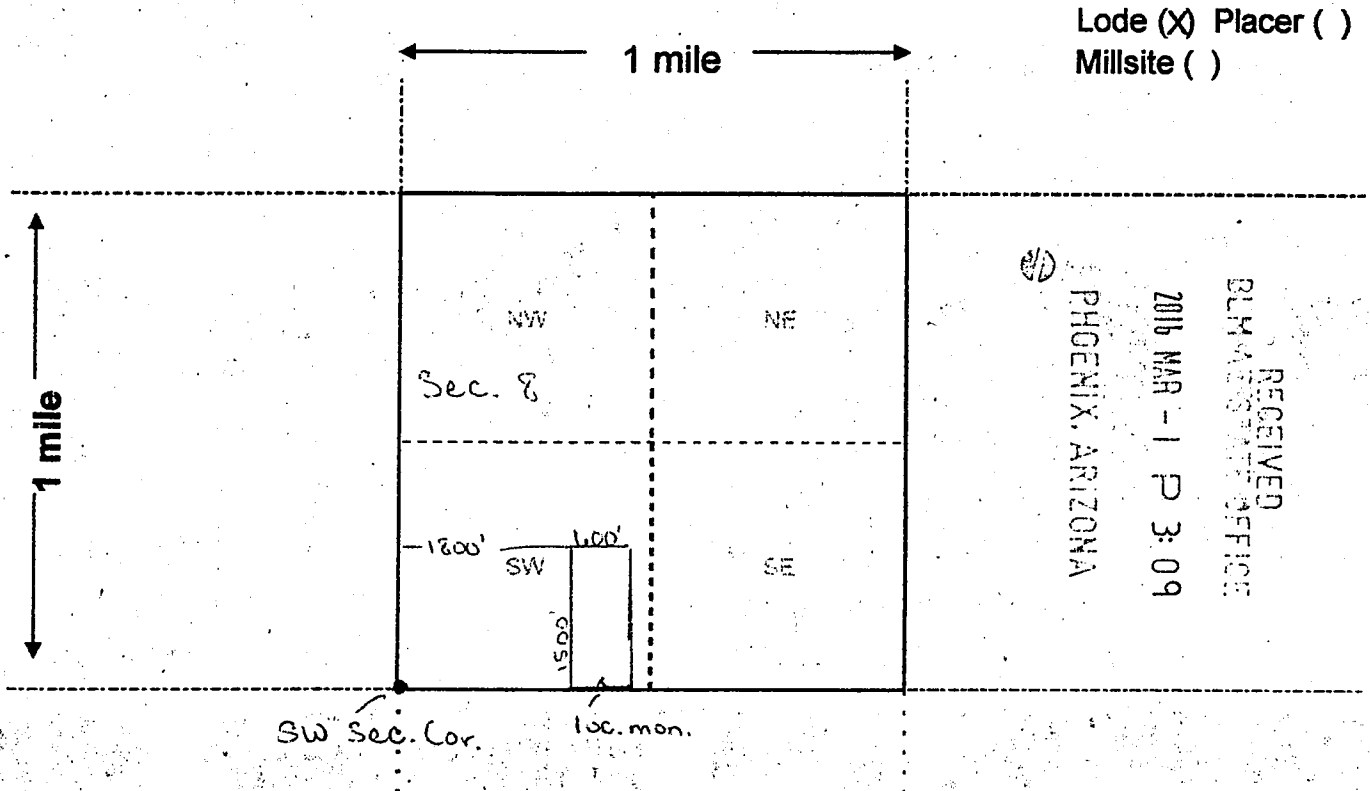 Lode (X) Placer ( )
Millsite ( )
1 mile
1 mile
NW
NE
Sec. 8
1800'
600'
SW
SE
1500'
SW Sec. Cor.
loc. mon.
RECEIVED
BLM OFFICE
MAR - 1 P 3:09
PHOENIX, ARIZONA